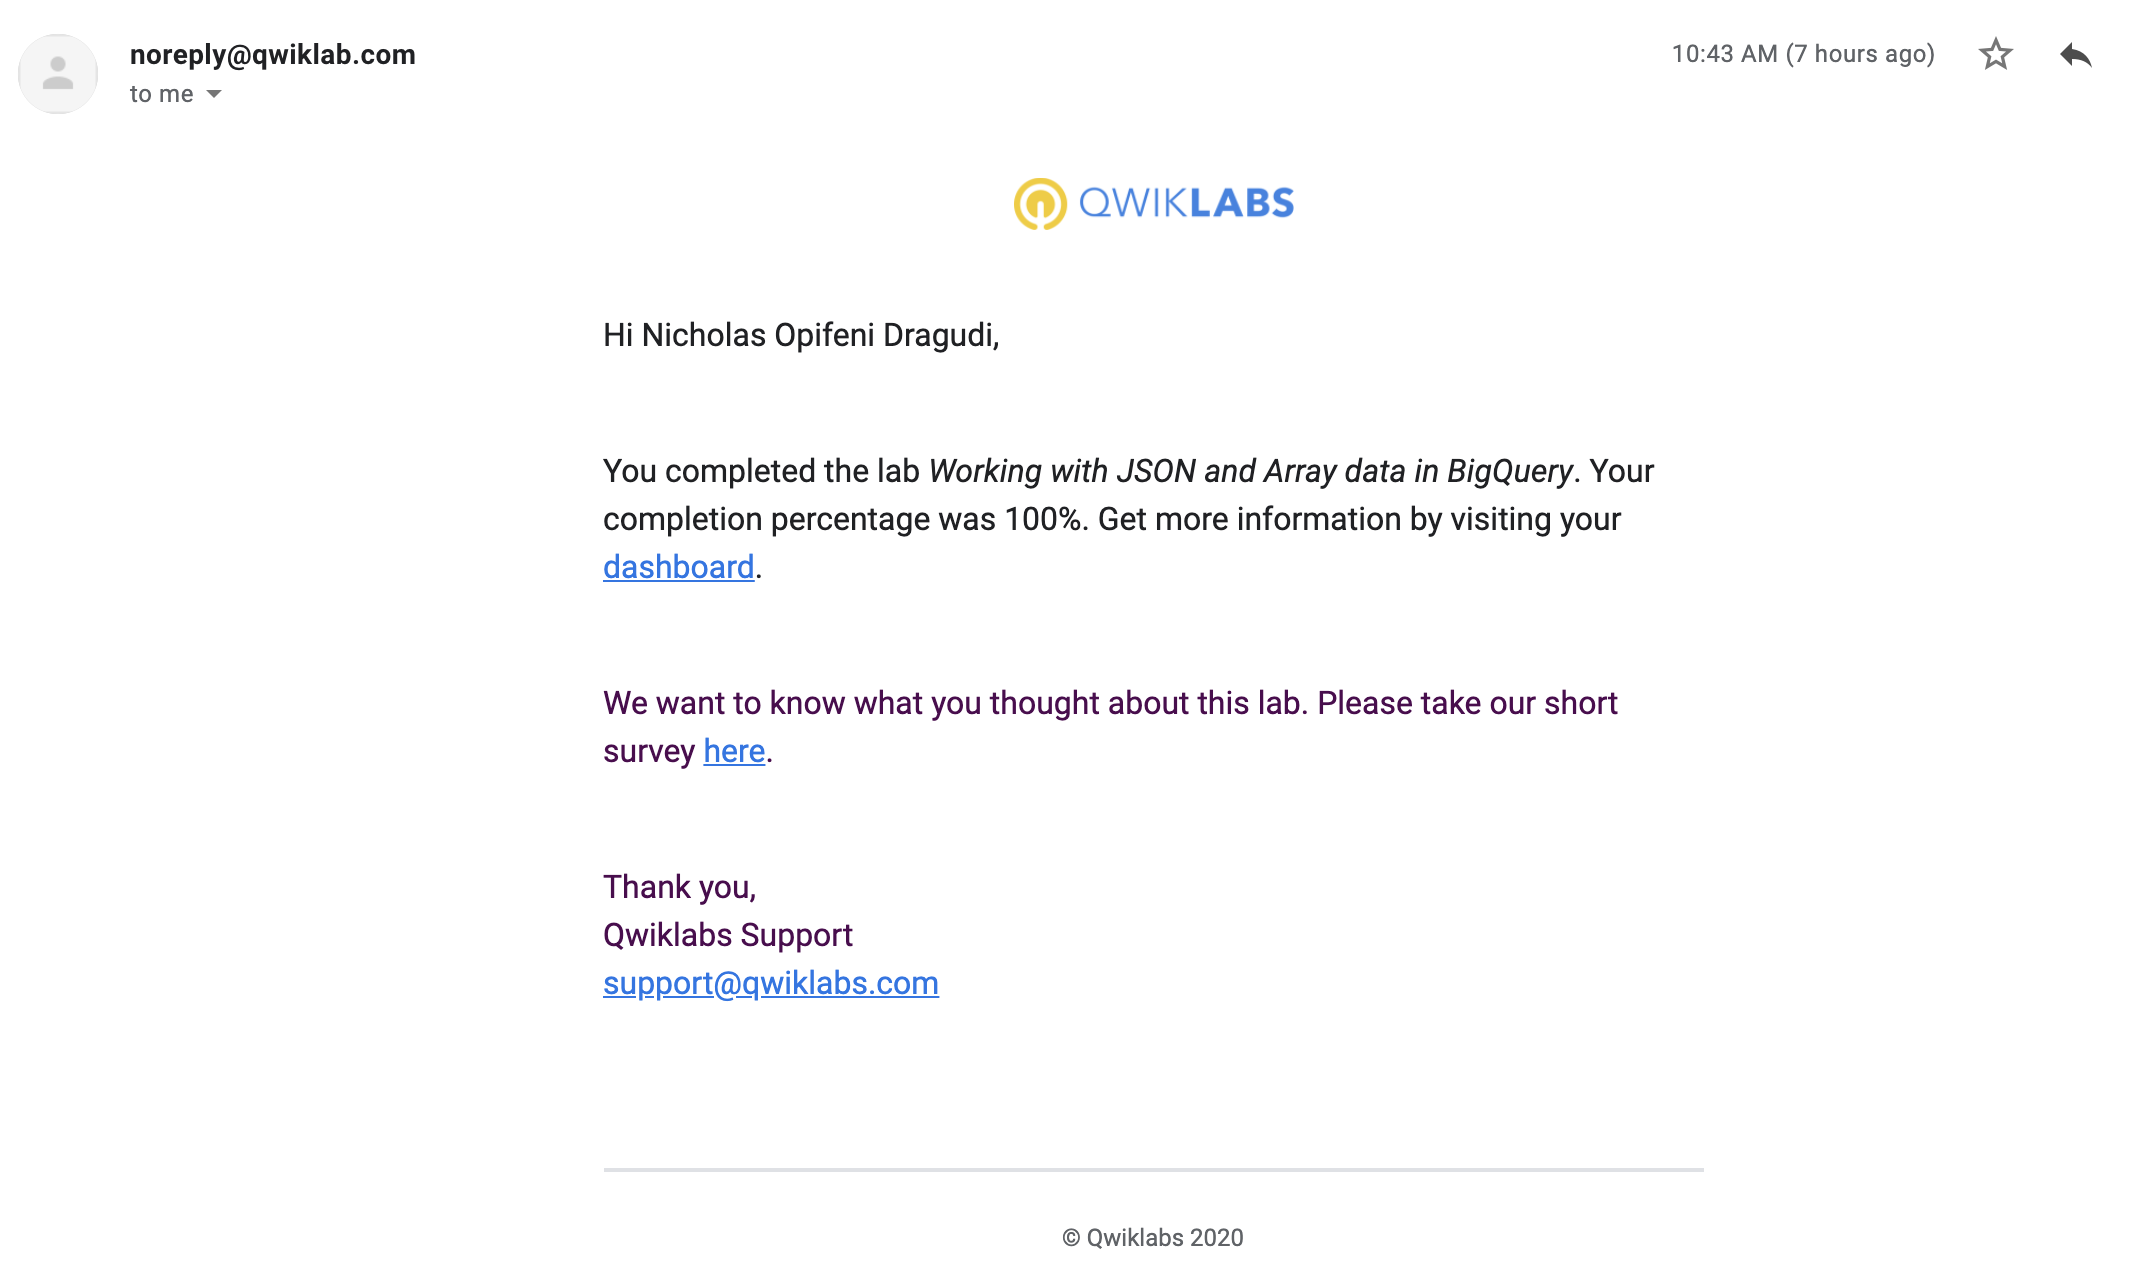 noreply@qwiklab.com
10:43 AM (7 hours ago)
to me
QWIKLABS
Hi Nicholas Opifeni Dragudi,
You completed the lab Working with JSON and Array data in BigQuery. Your
completion percentage was 100%. Get more information by visiting your
dashboard.
We want to know what you thought about this lab. Please take our short
survey here.
Thank you,
Qwiklabs Support
support@qwiklabs.com
© Qwiklabs 2020